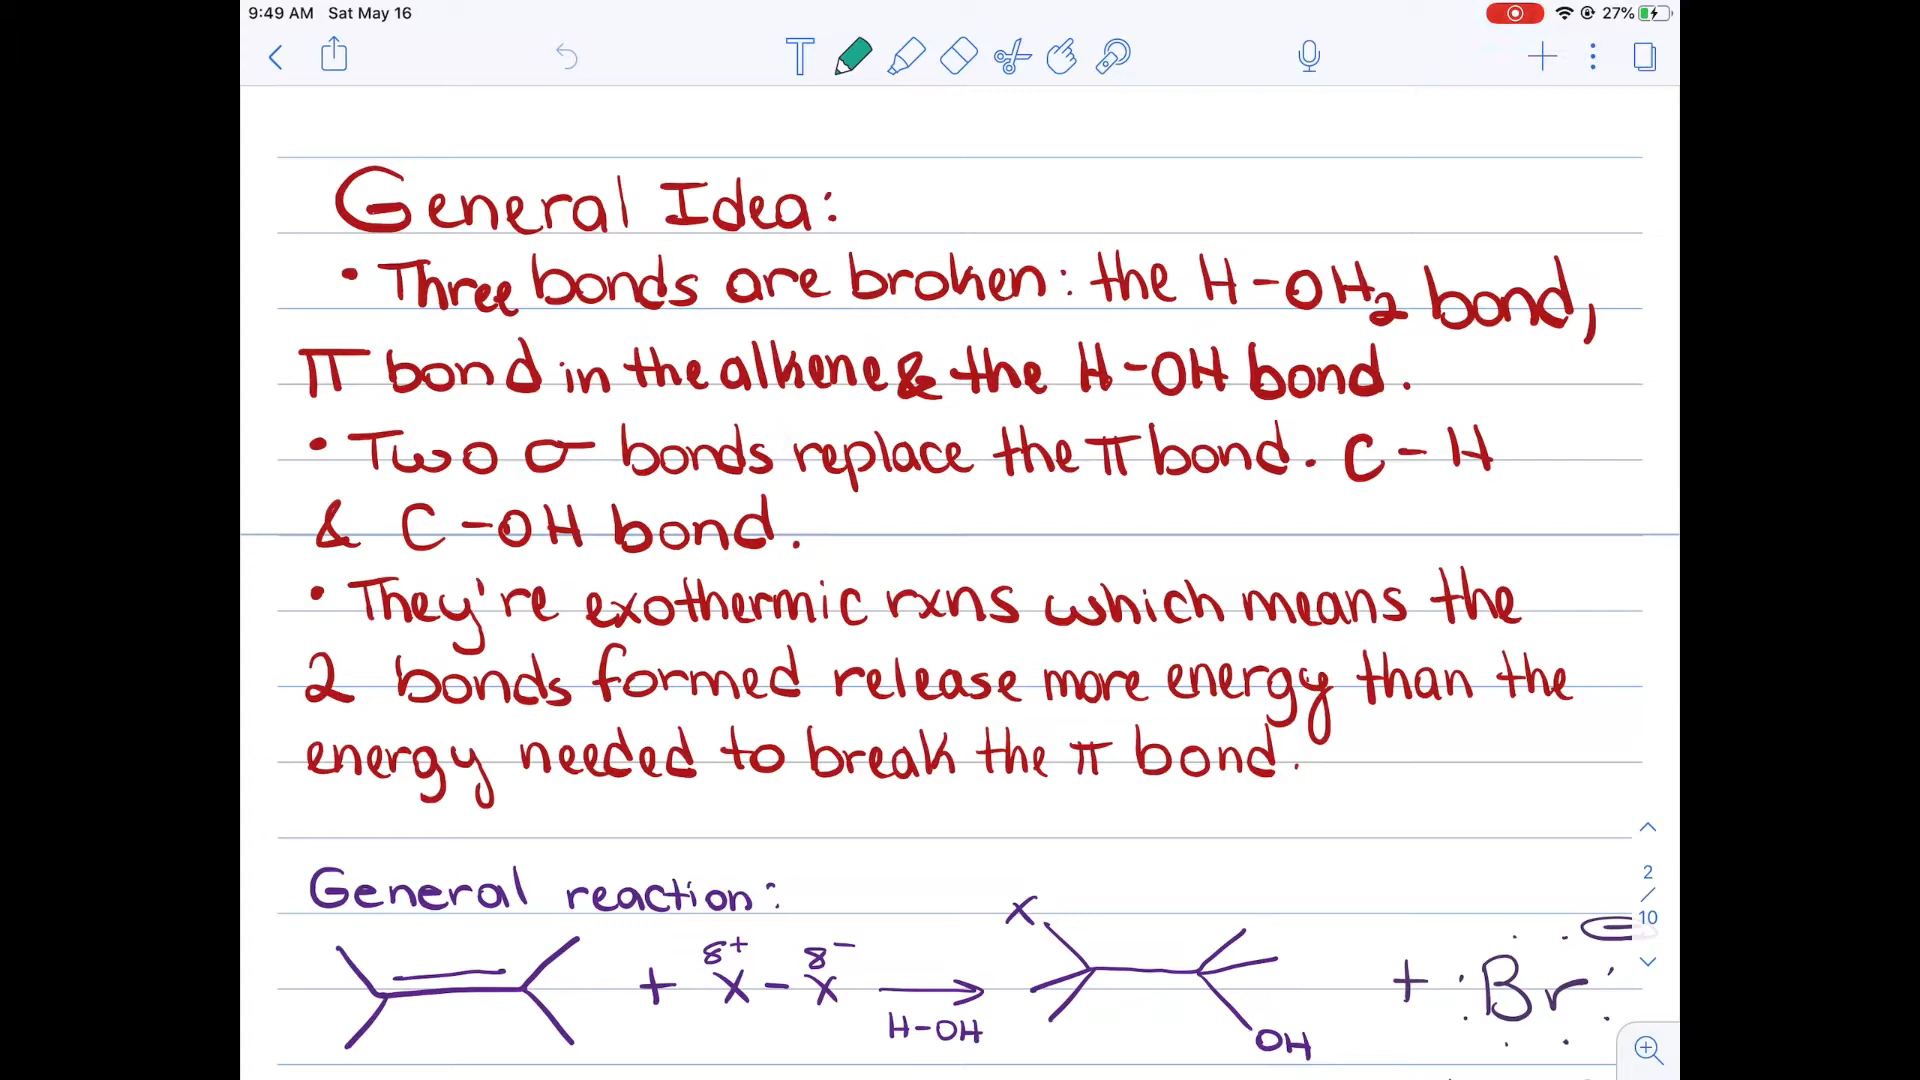 9:49 AM Sat May 16
27%
General Idea:
• Three bonds are broken: the H-OH2 bond,
π bond in the alkene & the H-OH bond.
• Two σ bonds replace the π bond. C-H
& C-OH bond.
• They're exothermic rxns which means the
2 bonds formed release more energy than the
energy needed to break the π bond.
General reaction:
X
δ+ δ-
+ X-X
H-OH
OH
+ :Br
2
/
10